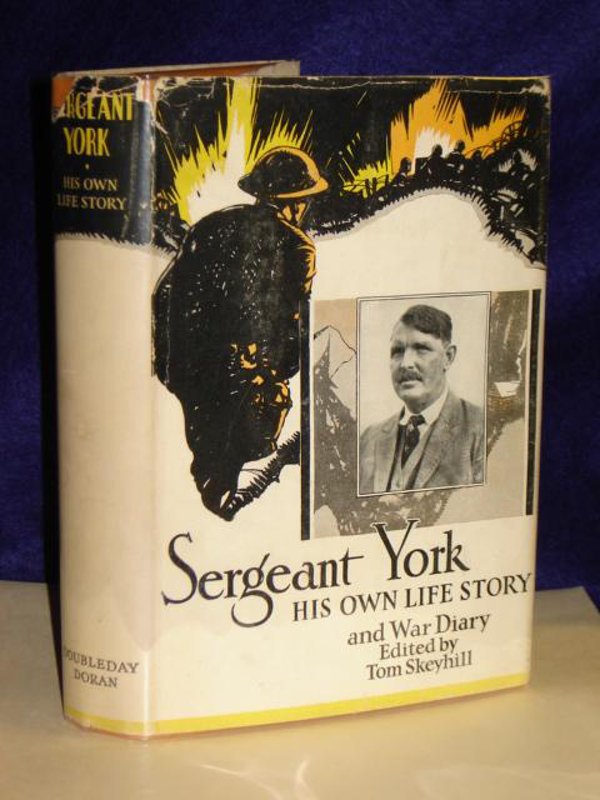 SERGEANT
YORK
•
HIS OWN
LIFE STORY
DOUBLEDAY
DORAN
Sergeant York
HIS OWN LIFE STORY
and War Diary
Edited by
Tom Skeyhill